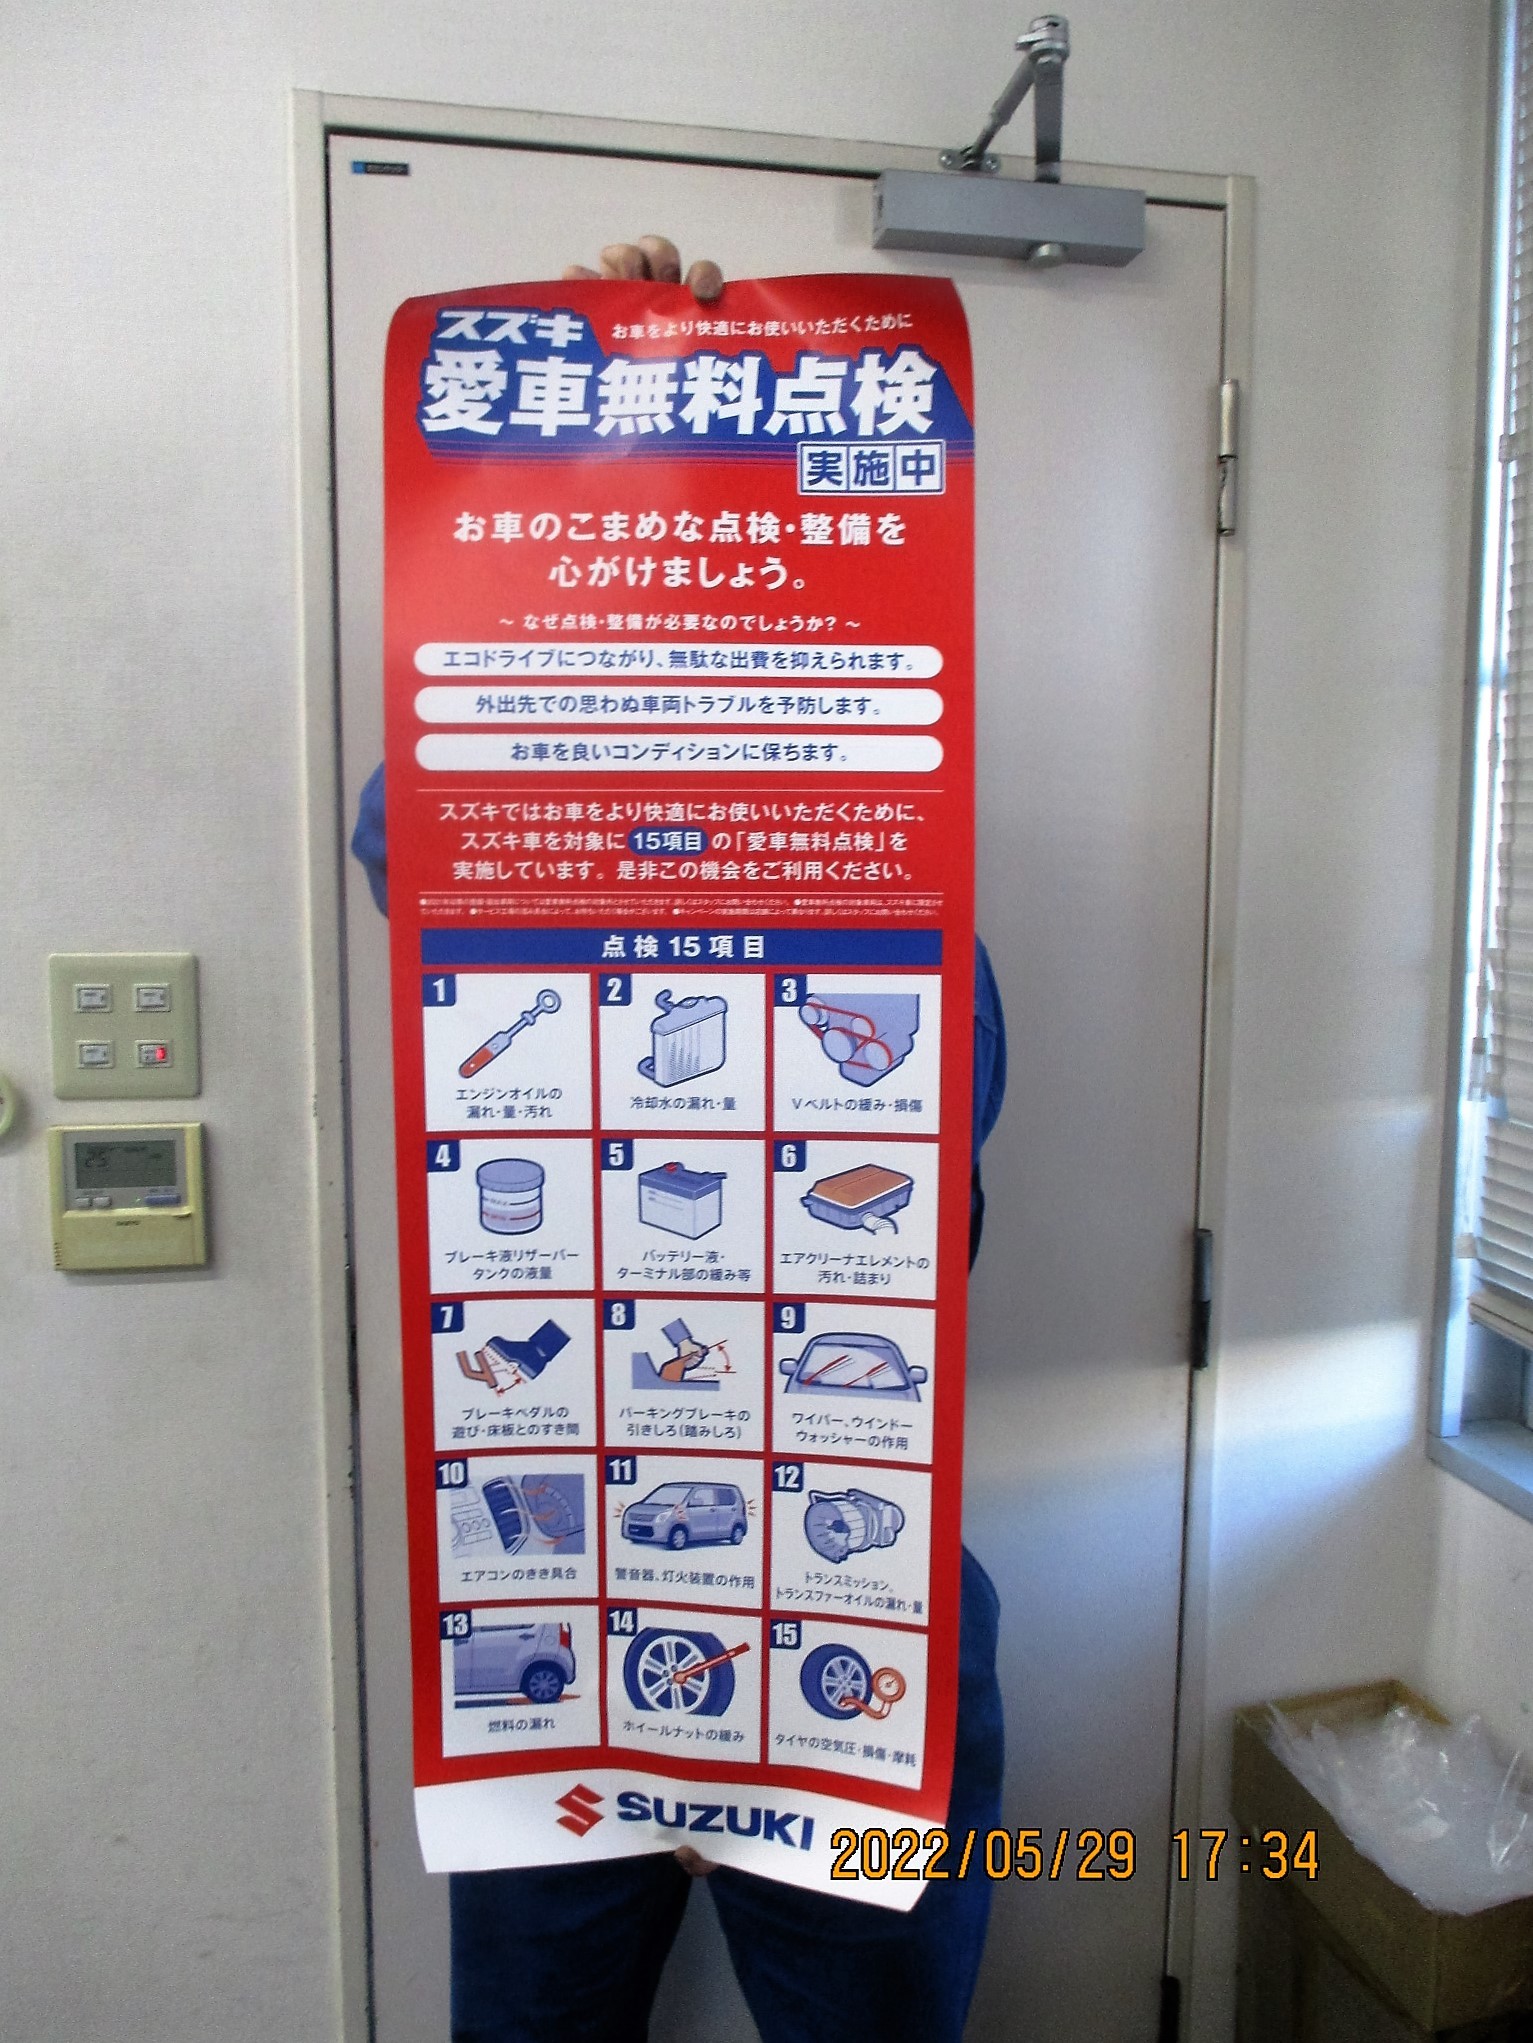 スズキ
お車をより快適にお使いいただくために
愛車無料点検
実施中
お車のこまめな点検・整備を
心がけましょう。
～ なぜ点検・整備が必要なのでしょうか？ ～
エコドライブにつながり、無駄な出費を抑えられます。
外出先での思わぬ車両トラブルを予防します。
お車を良いコンディションに保ちます。
スズキではお車をより快適にお使いいただくために、
スズキ車を対象に 15項目 の「愛車無料点検」を
実施しています。是非この機会をご利用ください。
点検15項目
1
エンジンオイルの
漏れ・量・汚れ
2
冷却水の漏れ・量
3
Vベルトの緩み・損傷
4
ブレーキ液リザーバー
タンクの液量
5
バッテリー液・
ターミナル部の緩み等
6
エアクリーナエレメントの
汚れ・詰まり
7
ブレーキペダルの
遊び・床板とのすき間
8
パーキングブレーキの
引きしろ(踏みしろ)
9
ワイパー、ウインドー
ウォッシャーの作用
10
エアコンのきき具合
11
警音器、灯火装置の作用
12
トランスミッション、
トランスファーオイルの漏れ・量
13
燃料の漏れ
14
ホイールナットの緩み
15
タイヤの空気圧・損傷・摩耗
SUZUKI
2022/05/29 17:34
25
SANYO